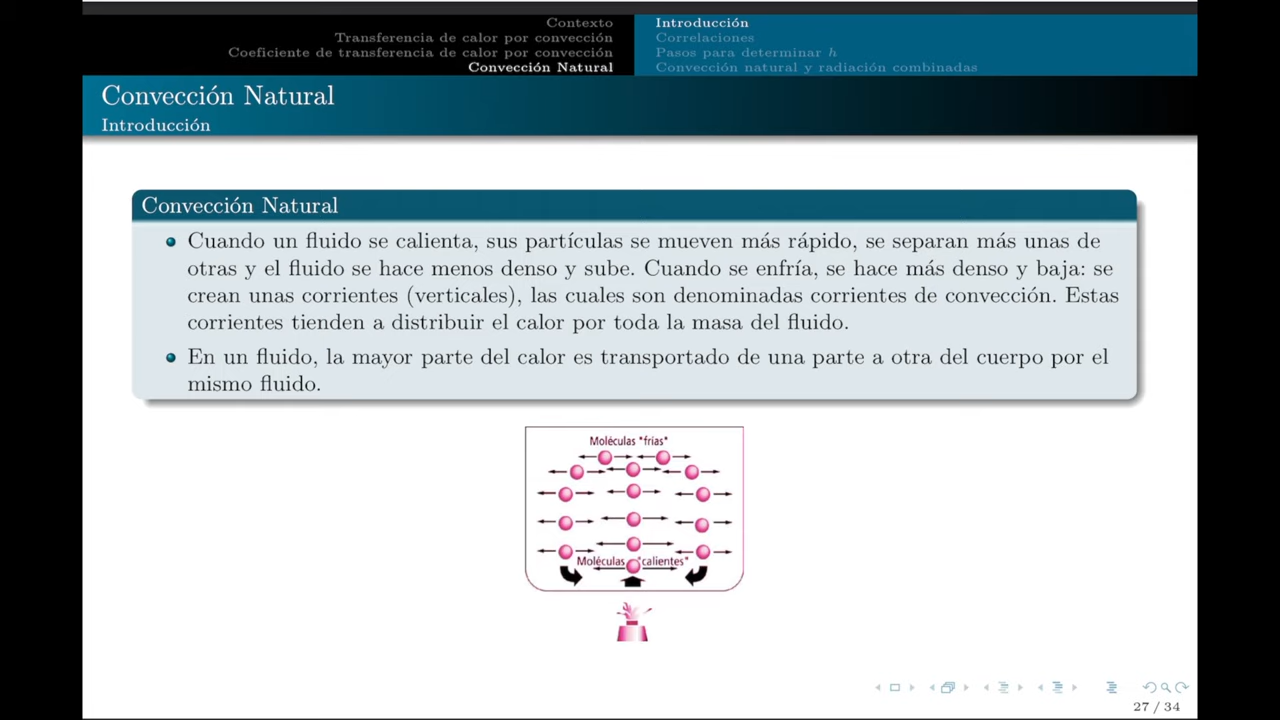 Contexto
Transferencia de calor por convección
Coeficiente de transferencia de calor por convección
Convección Natural
Introducción
Correlaciones
Pasos para determinar h
Convección natural y radiación combinadas
Convección Natural
Introducción
Convección Natural
Cuando un fluido se calienta, sus partículas se mueven más rápido, se separan más unas de
otras y el fluido se hace menos denso y sube. Cuando se enfría, se hace más denso y baja: se
crean unas corrientes (verticales), las cuales son denominadas corrientes de convección. Estas
corrientes tienden a distribuir el calor por toda la masa del fluido.
En un fluido, la mayor parte del calor es transportado de una parte a otra del cuerpo por el
mismo fluido.
Moléculas "frías"
Moléculas "calientes"
27 / 34